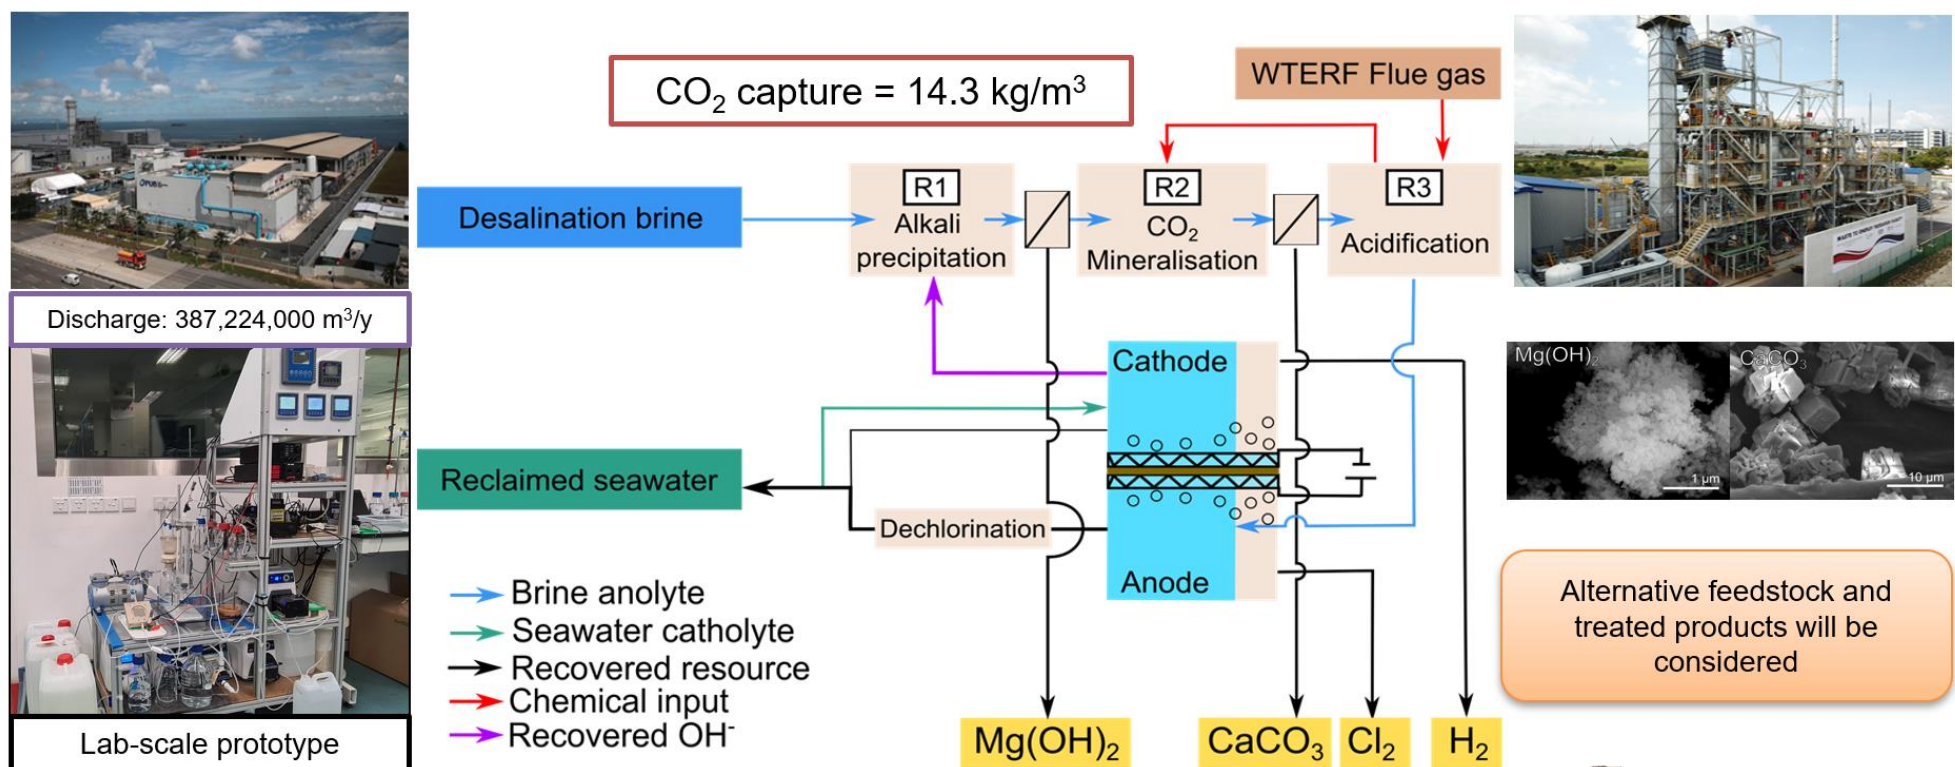 CO₂ capture = 14.3 kg/m³
WTERF Flue gas
Desalination brine
R1
Alkali
precipitation
R2
CO₂
Mineralisation
R3
Acidification
Discharge: 387,224,000 m³/y
Cathode
Mg(OH)₂
1 µm
CaCO₃
10 µm
Reclaimed seawater
Dechlorination
Anode
Brine anolyte
Seawater catholyte
Recovered resource
Chemical input
Recovered OH⁻
Alternative feedstock and
treated products will be
considered
Lab-scale prototype
Mg(OH)₂
CaCO₃
Cl₂
H₂